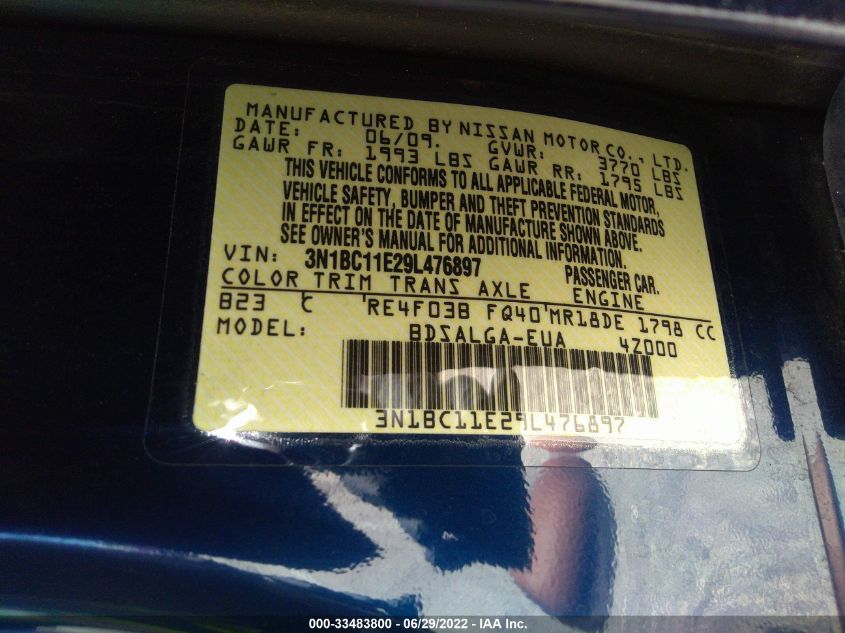 MANUFACTURED BY NISSAN MOTOR CO., LTD.
DATE: 06/09. GVWR: 3770 LBS
GAWR FR: 1993 LBS GAWR RR: 1795 LBS
THIS VEHICLE CONFORMS TO ALL APPLICABLE FEDERAL MOTOR,
VEHICLE SAFETY, BUMPER AND THEFT PREVENTION STANDARDS
IN EFFECT ON THE DATE OF MANUFACTURE SHOWN ABOVE.
SEE OWNER'S MANUAL FOR ADDITIONAL INFORMATION.
VIN: 3N1BC11E29L476897 PASSENGER CAR.
COLOR TRIM TRANS AXLE ENGINE
B23 C RE4F03B FQ40 MR18DE 1798 CC
MODEL: BDSALGA-EUA 4Z000
3N1BC11E29L476897
000-33483800 - 06/29/2022 - IAA Inc.